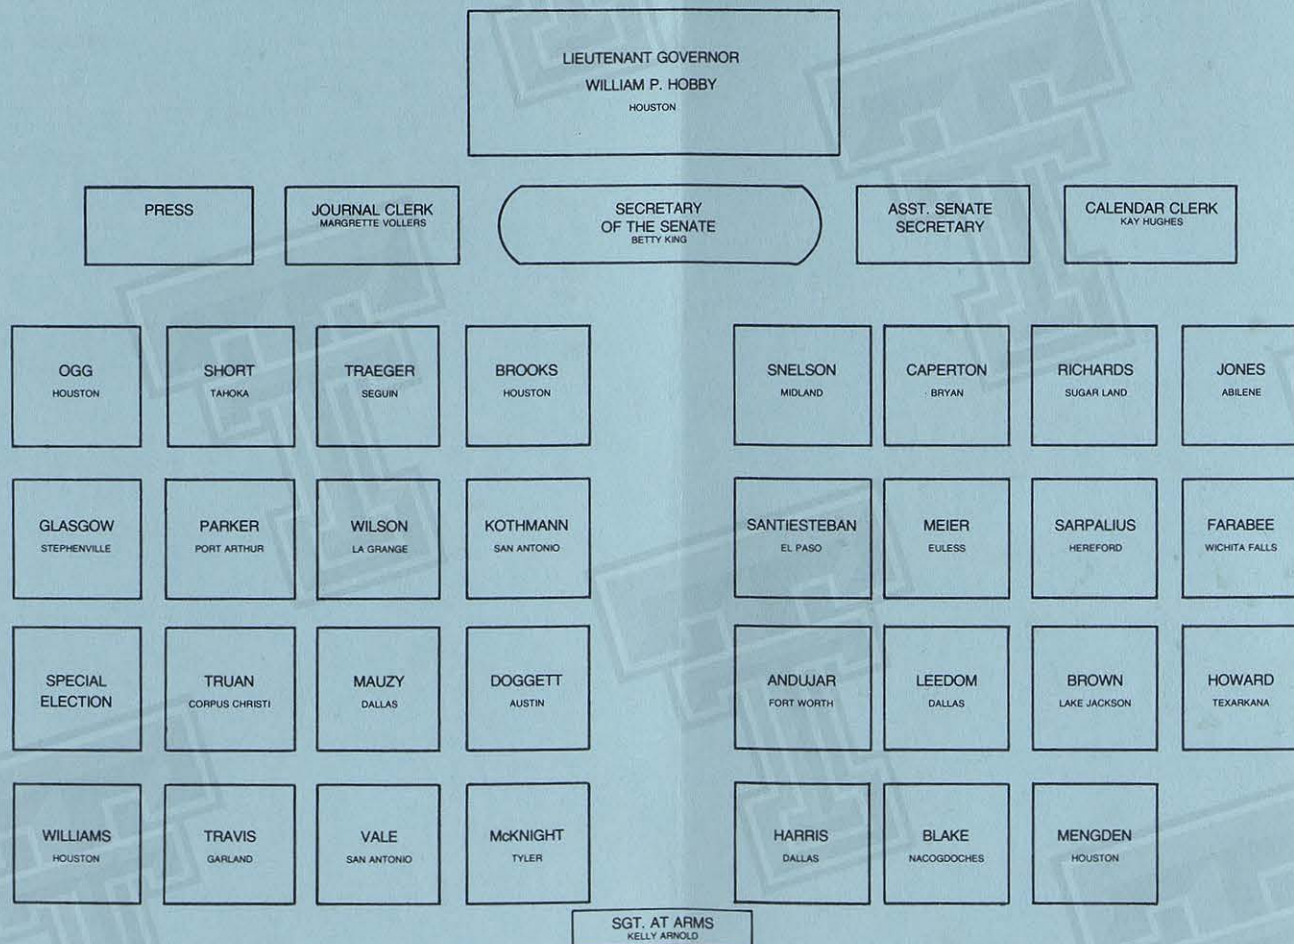 LIEUTENANT GOVERNOR
WILLIAM P. HOBBY
HOUSTON
PRESS
JOURNAL CLERK
MARGRETTE VOLLERS
SECRETARY
OF THE SENATE
BETTY KING
ASST. SENATE
SECRETARY
CALENDAR CLERK
KAY HUGHES
OGG
HOUSTON
SHORT
TAHOKA
TRAEGER
SEGUIN
BROOKS
HOUSTON
SNELSON
MIDLAND
CAPERTON
BRYAN
RICHARDS
SUGAR LAND
JONES
ABILENE
GLASGOW
STEPHENVILLE
PARKER
PORT ARTHUR
WILSON
LA GRANGE
KOTHMANN
SAN ANTONIO
SANTIESTEBAN
EL PASO
MEIER
EULESS
SARPALIUS
HEREFORD
FARABEE
WICHITA FALLS
SPECIAL
ELECTION
TRUAN
CORPUS CHRISTI
MAUZY
DALLAS
DOGGETT
AUSTIN
ANDUJAR
FORT WORTH
LEEDOM
DALLAS
BROWN
LAKE JACKSON
HOWARD
TEXARKANA
WILLIAMS
HOUSTON
TRAVIS
GARLAND
VALE
SAN ANTONIO
McKNIGHT
TYLER
HARRIS
DALLAS
BLAKE
NACOGDOCHES
MENGDEN
HOUSTON
SGT. AT ARMS
KELLY ARNOLD